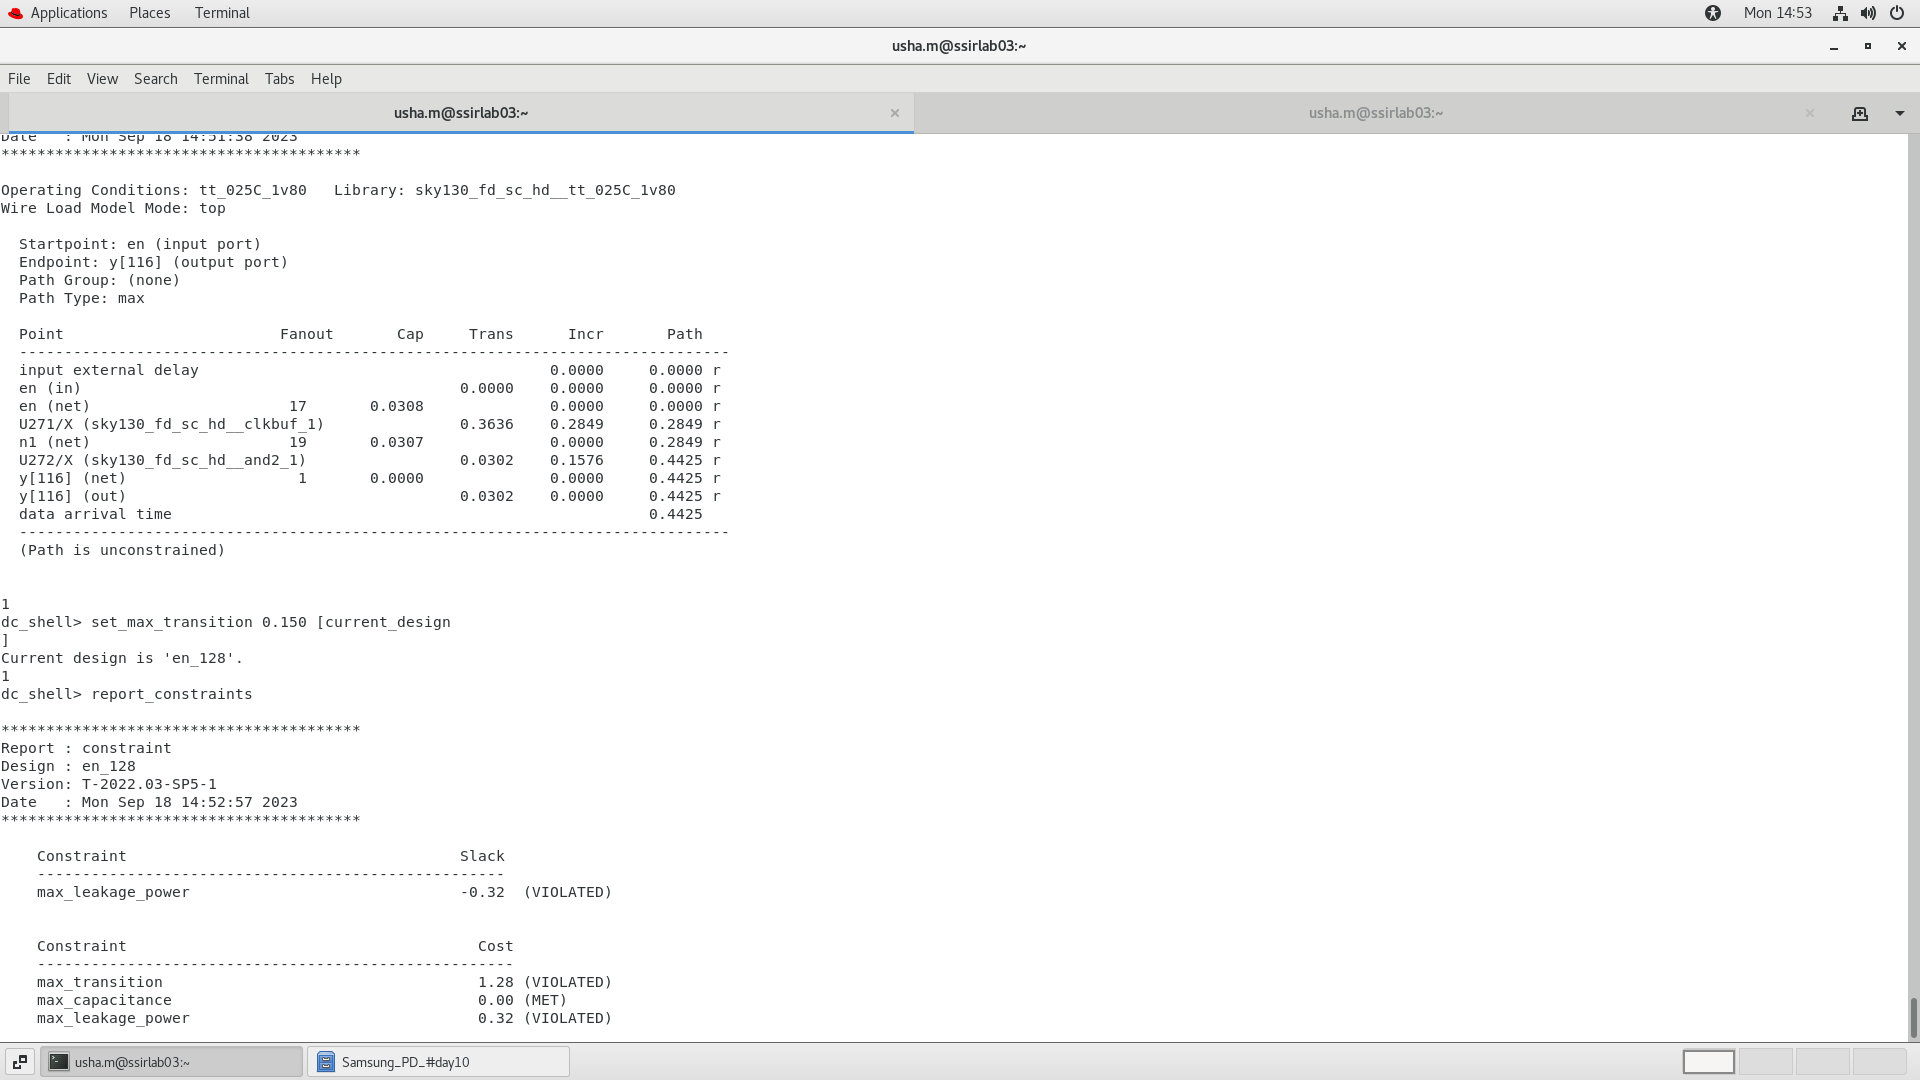 Applications Places Terminal Mon 14:53
usha.m@ssirlab03:~
File Edit View Search Terminal Tabs Help
usha.m@ssirlab03:~ usha.m@ssirlab03:~
Date   : Mon Sep 18 14:51:38 2023
****************************************
Operating Conditions: tt_025C_1v80   Library: sky130_fd_sc_hd__tt_025C_1v80
Wire Load Model Mode: top
Startpoint: en (input port)
Endpoint: y[116] (output port)
Path Group: (none)
Path Type: max
Point                        Fanout       Cap     Trans      Incr       Path
-------------------------------------------------------------------------------
input external delay                                       0.0000     0.0000 r
en (in)                                          0.0000    0.0000     0.0000 r
en (net)                      17       0.0308              0.0000     0.0000 r
U271/X (sky130_fd_sc_hd__clkbuf_1)               0.3636    0.2849     0.2849 r
n1 (net)                      19       0.0307              0.0000     0.2849 r
U272/X (sky130_fd_sc_hd__and2_1)                 0.0302    0.1576     0.4425 r
y[116] (net)                   1       0.0000              0.0000     0.4425 r
y[116] (out)                                     0.0302    0.0000     0.4425 r
data arrival time                                                     0.4425
-------------------------------------------------------------------------------
(Path is unconstrained)
1
dc_shell> set_max_transition 0.150 [current_design
]
Current design is 'en_128'.
1
dc_shell> report_constraints
****************************************
Report : constraint
Design : en_128
Version: T-2022.03-SP5-1
Date   : Mon Sep 18 14:52:57 2023
****************************************
Constraint                                     Slack
----------------------------------------------------
max_leakage_power                              -0.32  (VIOLATED)
Constraint                                       Cost
-----------------------------------------------------
max_transition                                   1.28 (VIOLATED)
max_capacitance                                  0.00 (MET)
max_leakage_power                                0.32 (VIOLATED)
usha.m@ssirlab03:~ Samsung_PD_#day10